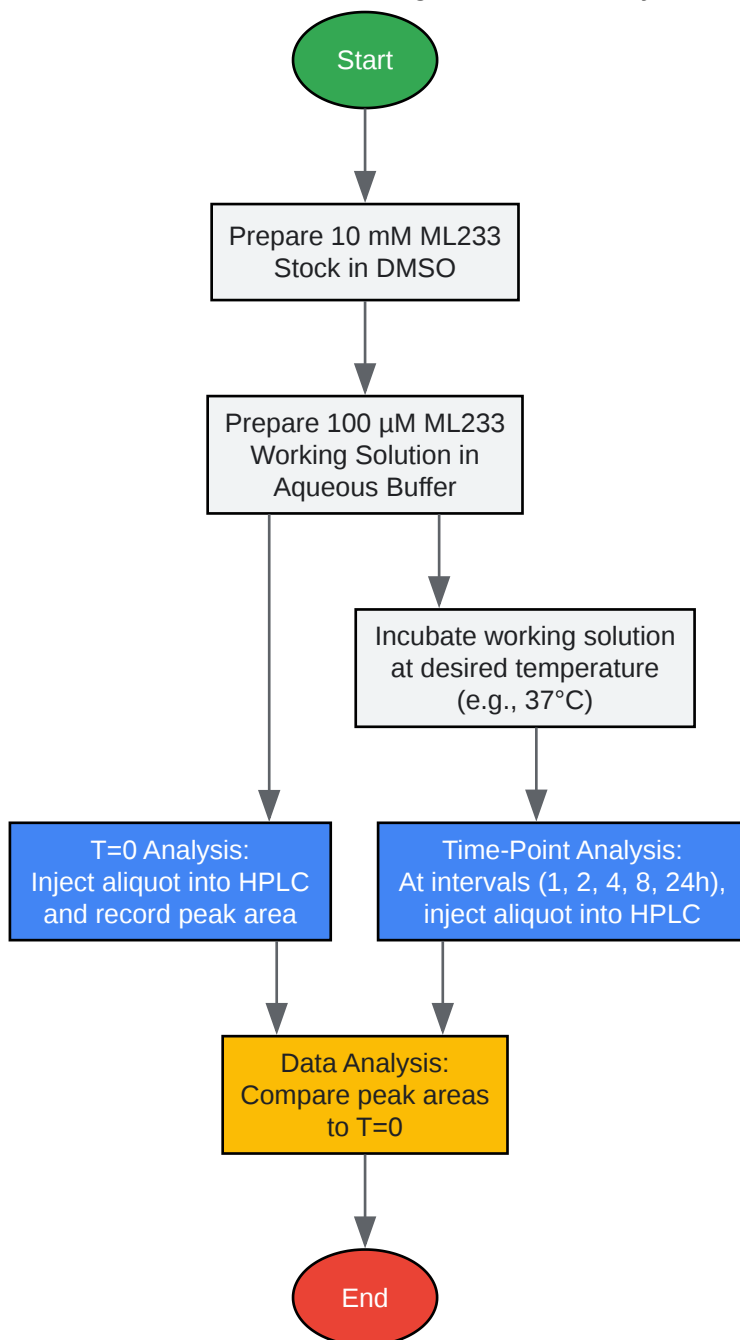 Start
Prepare 10 mM ML233
Stock in DMSO
Prepare 100 µM ML233
Working Solution in
Aqueous Buffer
Incubate working solution
at desired temperature
(e.g., 37°C)
T=0 Analysis:
Inject aliquot into HPLC
and record peak area
Time-Point Analysis:
At intervals (1, 2, 4, 8, 24h),
inject aliquot into HPLC
Data Analysis:
Compare peak areas
to T=0
End